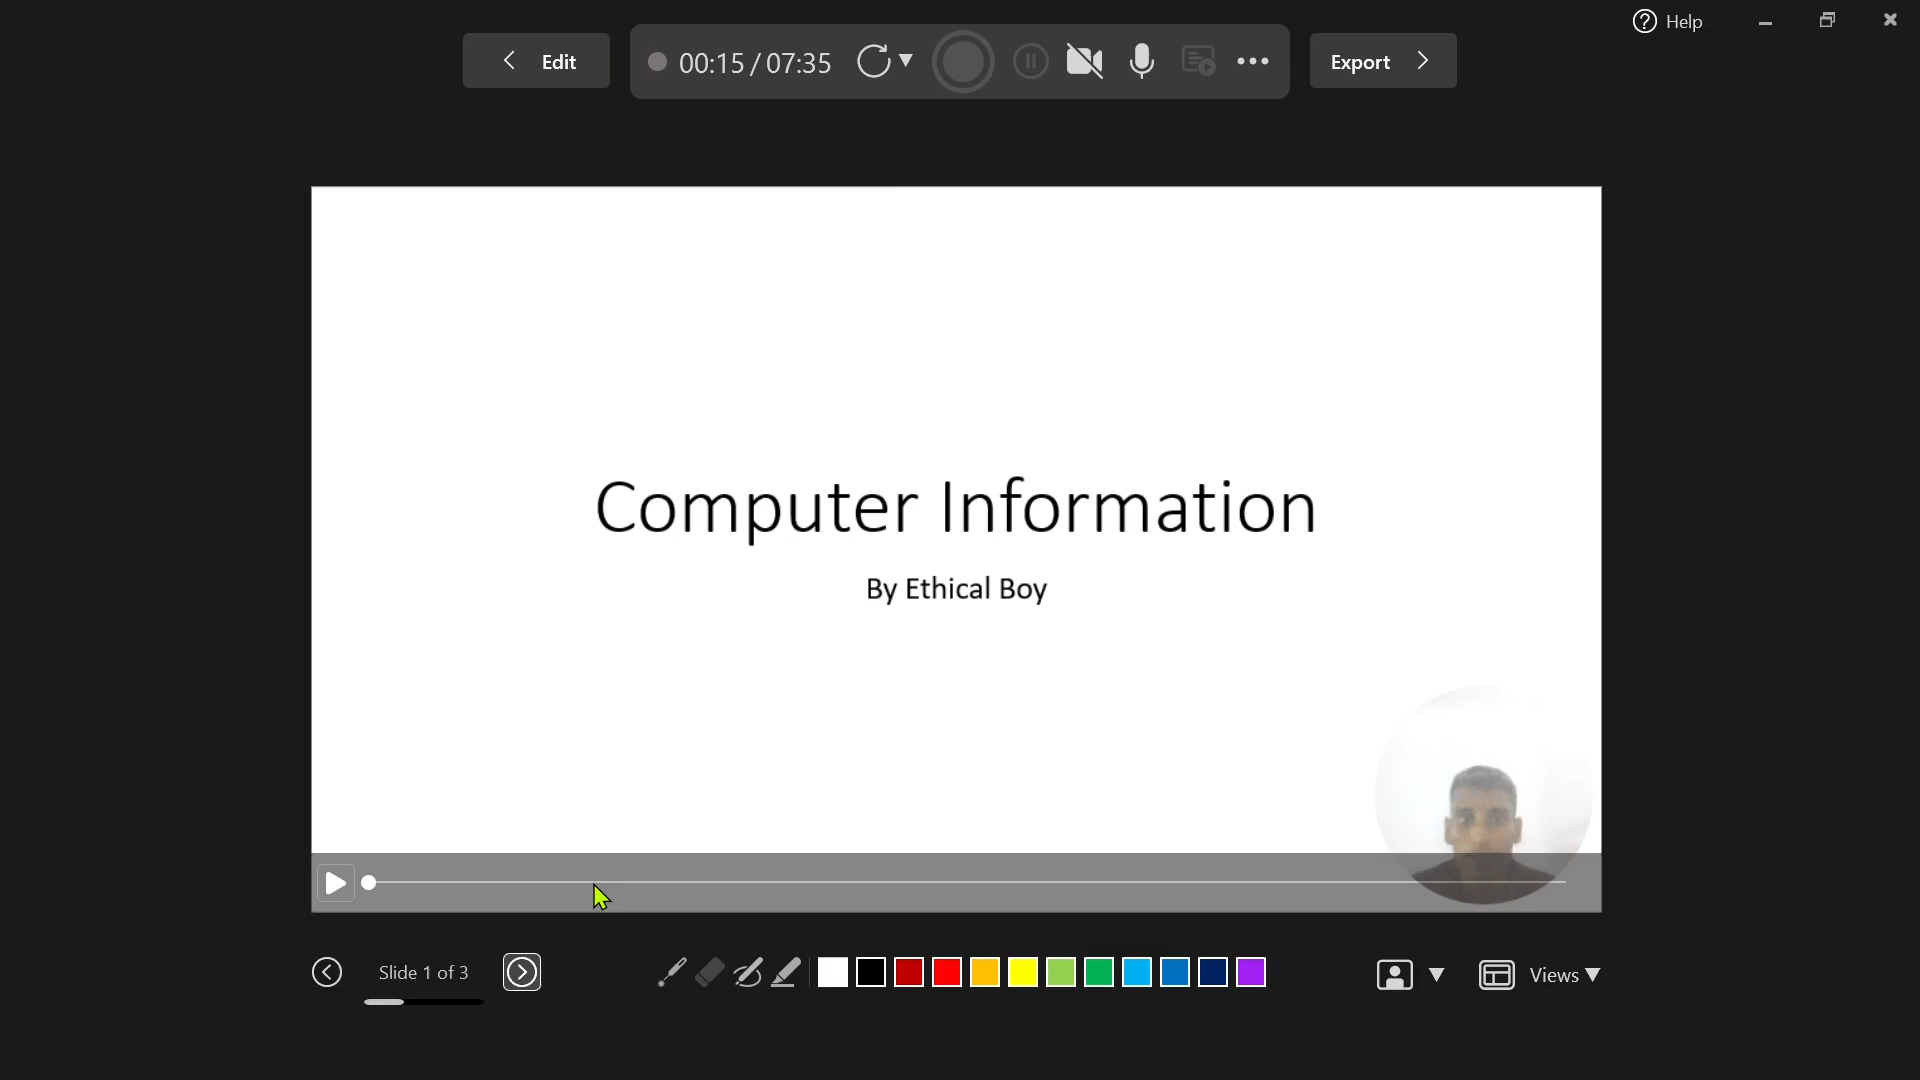 Help
Edit
00:15 / 07:35
Export
Computer Information
By Ethical Boy
Slide 1 of 3
Views